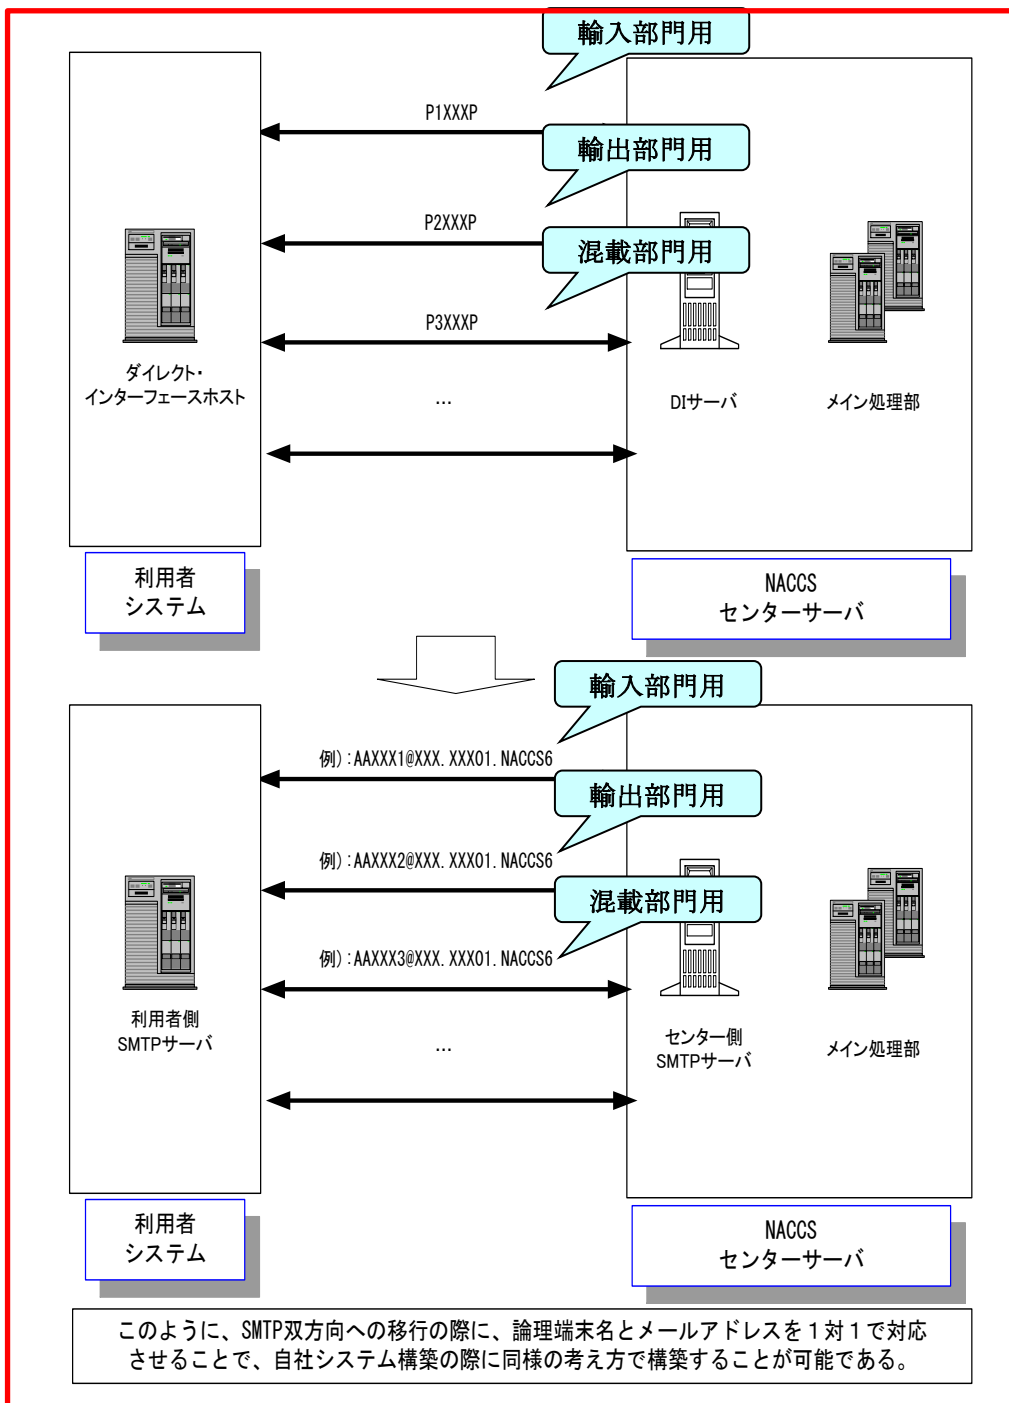 輸入部門用
P1XXXP
輸出部門用
P2XXXP
混載部門用
P3XXXP
ダイレクト・
インターフェースホスト
...
DIサーバ
メイン処理部
利用者
システム
NACCS
センターサーバ
輸入部門用
例）:AAXXX1@XXX.XXX01.NACCS6
輸出部門用
例）:AAXXX2@XXX.XXX01.NACCS6
混載部門用
例）:AAXXX3@XXX.XXX01.NACCS6
利用者側
SMTPサーバ
...
センター側
SMTPサーバ
メイン処理部
利用者
システム
NACCS
センターサーバ
このように、SMTP双方向への移行の際に、論理端末名とメールアドレスを１対１で対応
させることで、自社システム構築の際に同様の考え方で構築することが可能である。